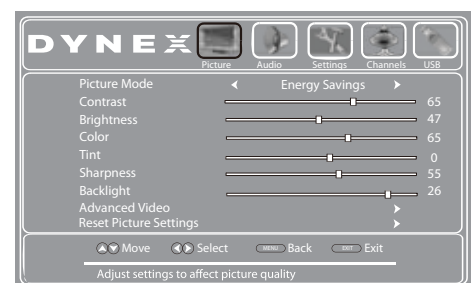 DYNEX
Picture Audio Settings Channels USB
Picture Mode Energy Savings
Contrast 65
Brightness 47
Color 65
Tint 0
Sharpness 55
Backlight 26
Advanced Video
Reset Picture Settings
Move Select MENU Back EXIT Exit
Adjust settings to affect picture quality